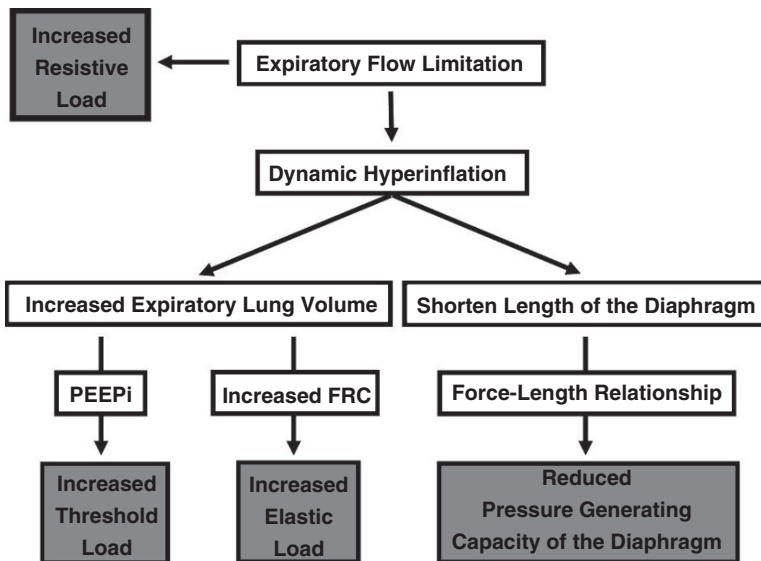 Increased
Resistive
Load
Expiratory Flow Limitation
Dynamic Hyperinflation
Increased Expiratory Lung Volume
Shorten Length of the Diaphragm
PEEPi
Increased FRC
Force-Length Relationship
Increased
Threshold
Load
Increased
Elastic
Load
Reduced
Pressure Generating
Capacity of the Diaphragm